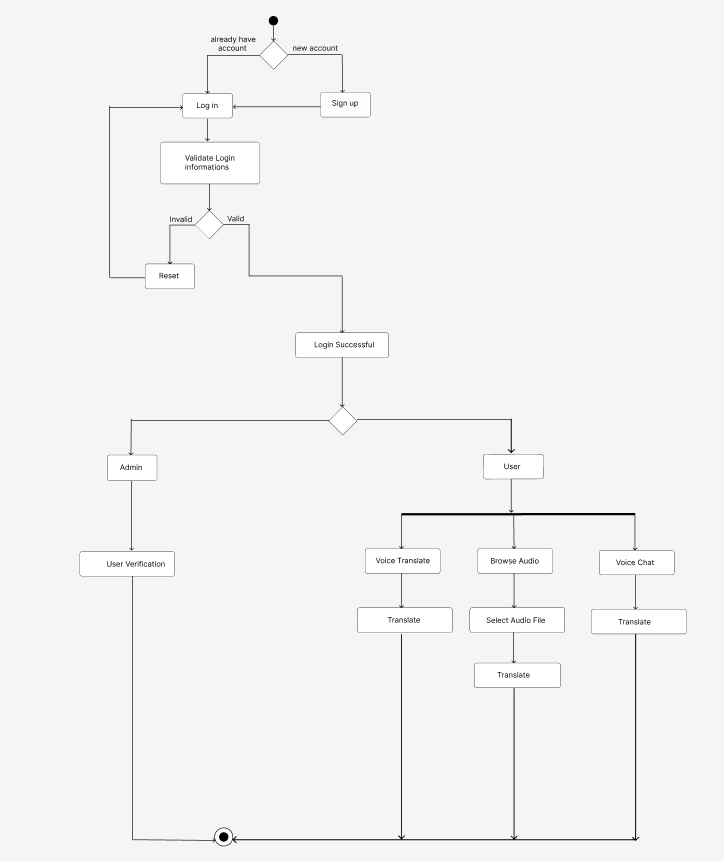 already have
account
new account
Log in
Sign up
Validate Login
informations
Invalid
Valid
Reset
Login Successful
Admin
User
User Verification
Voice Translate
Browse Audio
Voice Chat
Translate
Select Audio File
Translate
Translate